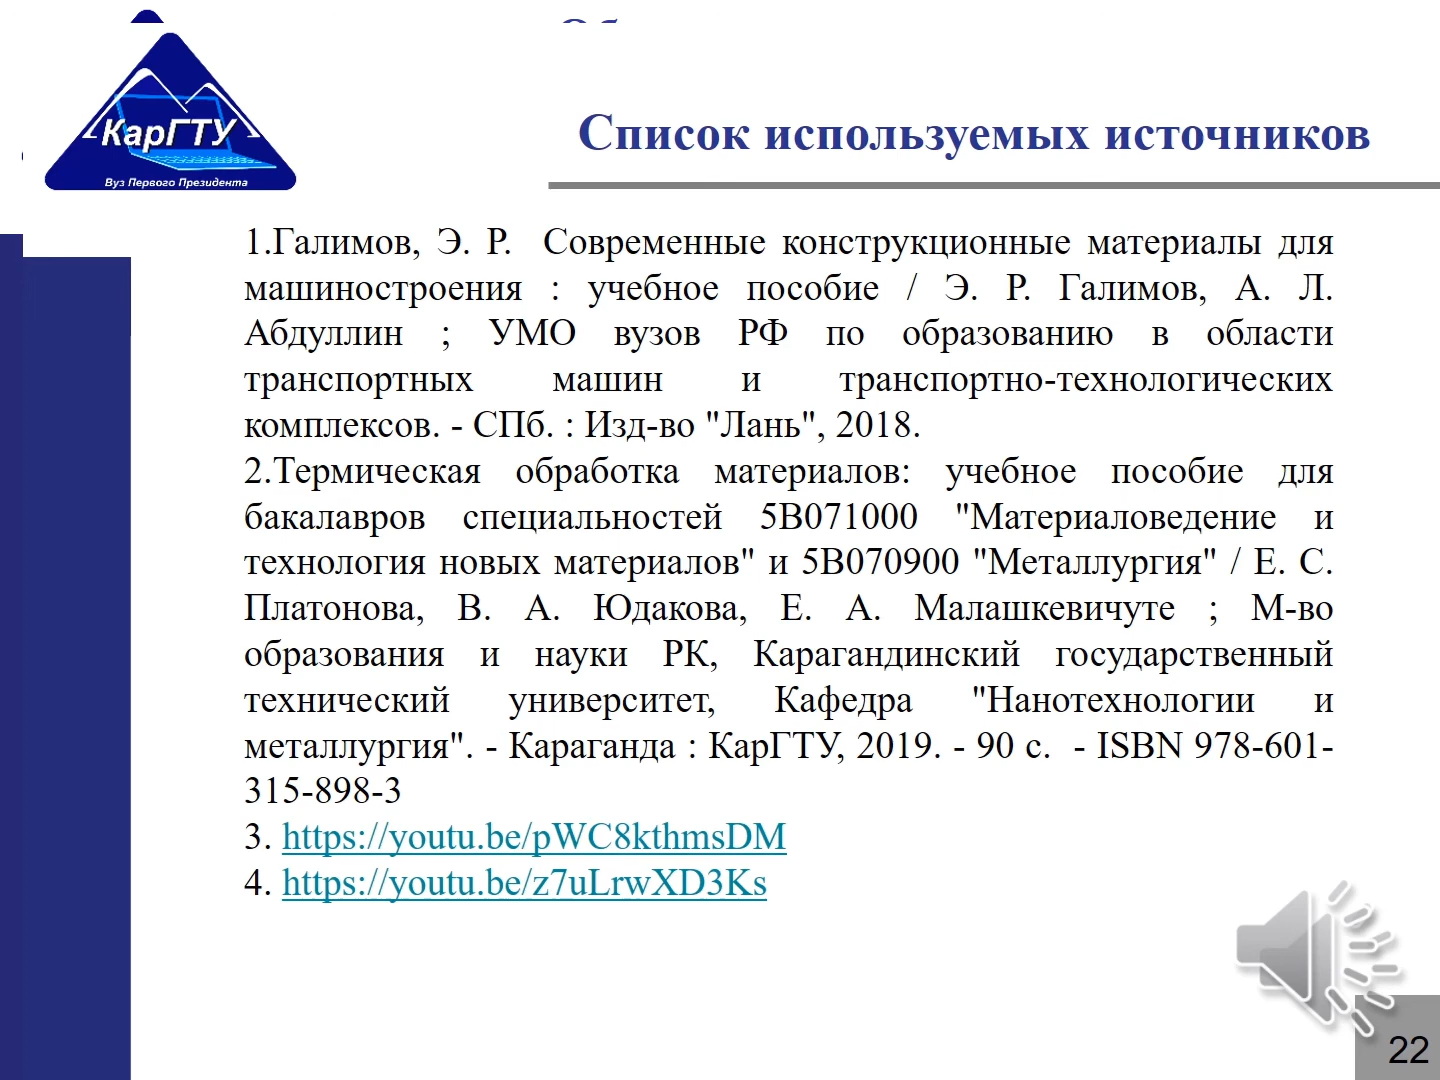 КарГТУ
Вуз Первого Президента
Список используемых источников
1.Галимов, Э. Р. Современные конструкционные материалы для
машиностроения : учебное пособие / Э. Р. Галимов, А. Л.
Абдуллин ; УМО вузов РФ по образованию в области
транспортных машин и транспортно-технологических
комплексов. - СПб. : Изд-во "Лань", 2018.
2.Термическая обработка материалов: учебное пособие для
бакалавров специальностей 5В071000 "Материаловедение и
технология новых материалов" и 5В070900 "Металлургия" / Е. С.
Платонова, В. А. Юдакова, Е. А. Малашкевичуте ; М-во
образования и науки РК, Карагандинский государственный
технический университет, Кафедра "Нанотехнологии и
металлургия". - Караганда : КарГТУ, 2019. - 90 с. - ISBN 978-601-
315-898-3
3. https://youtu.be/pWC8kthmsDM
4. https://youtu.be/z7uLrwXD3Ks
22